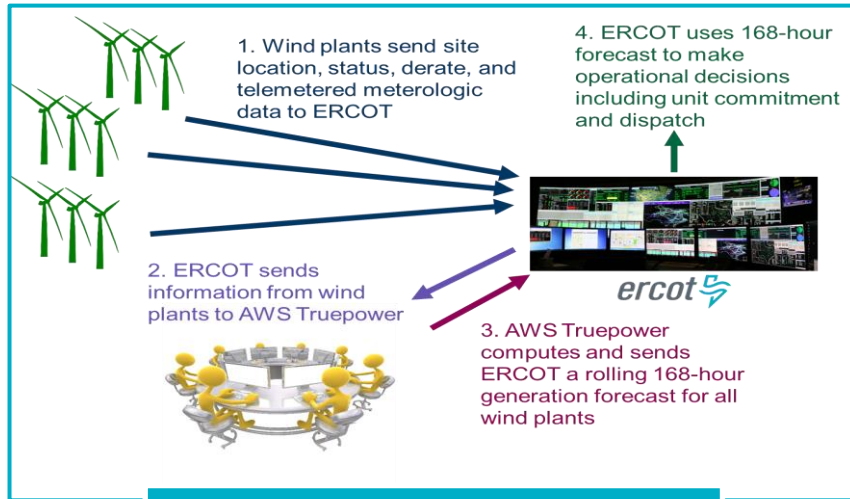 1. Wind plants send site
location, status, derate, and
telemetered meterologic
data to ERCOT
4. ERCOT uses 168-hour
forecast to make
operational decisions
including unit commitment
and dispatch
2. ERCOT sends
information from wind
plants to AWS Truepower
ercot
3. AWS Truepower
computes and sends
ERCOT a rolling 168-hour
generation forecast for all
wind plants